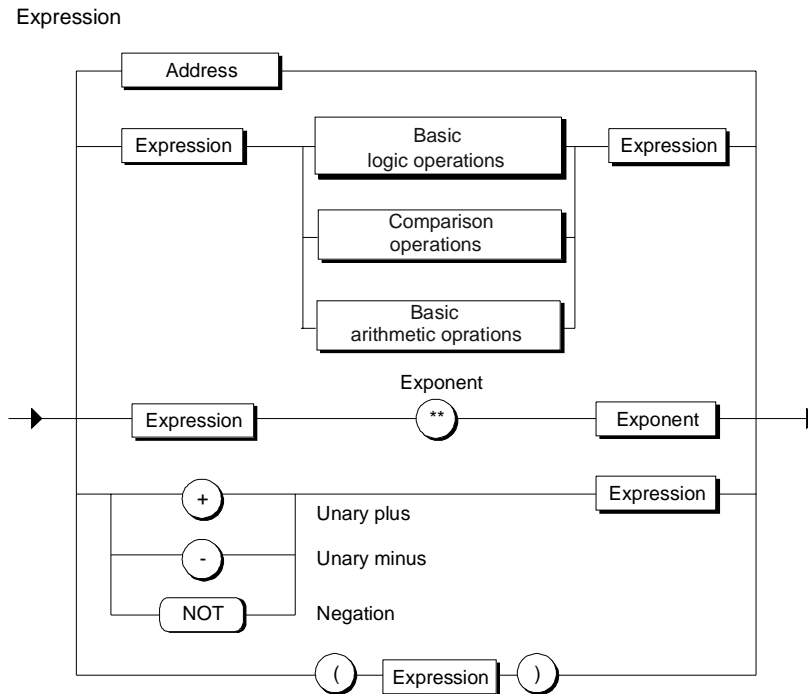 Expression
Address
Expression
Basic
logic operations
Expression
Comparison
operations
Basic
arithmetic oprations
Exponent
Expression
**
Exponent
+
Unary plus
Expression
-
Unary minus
NOT
Negation
(
Expression
)